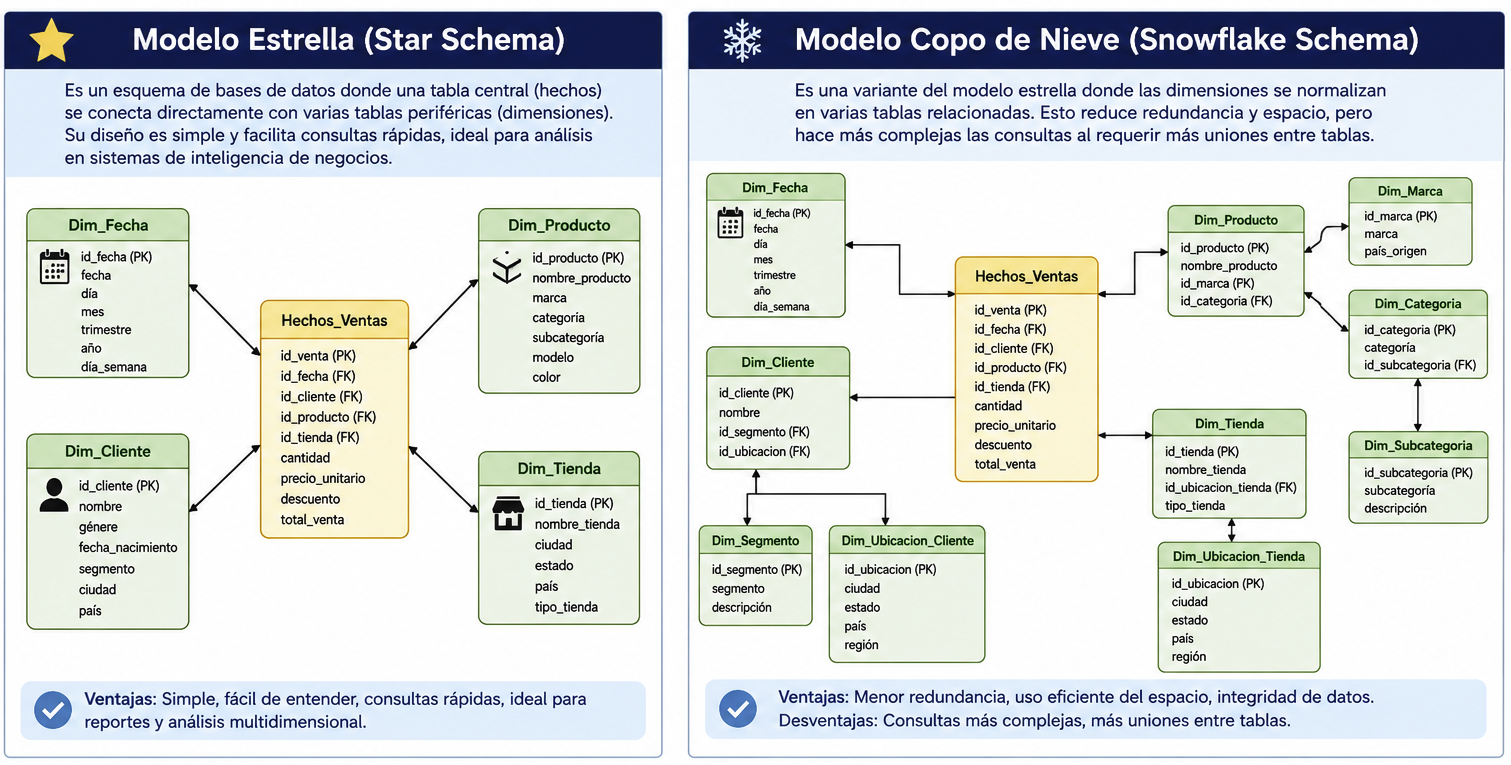 Modelo Estrella (Star Schema)
Es un esquema de bases de datos donde una tabla central (hechos)
se conecta directamente con varias tablas periféricas (dimensiones).
Su diseño es simple y facilita consultas rápidas, ideal para análisis
en sistemas de inteligencia de negocios.
Dim_Fecha
id_fecha (PK)
fecha
día
mes
trimestre
año
día_semana
Dim_Producto
id_producto (PK)
nombre_producto
marca
categoría
subcategoría
modelo
color
Hechos_Ventas
id_venta (PK)
id_fecha (FK)
id_cliente (FK)
id_producto (FK)
id_tienda (FK)
cantidad
precio_unitario
descuento
total_venta
Dim_Cliente
id_cliente (PK)
nombre
génere
fecha_nacimiento
segmento
ciudad
país
Dim_Tienda
id_tienda (PK)
nombre_tienda
ciudad
estado
país
tipo_tienda
Ventajas: Simple, fácil de entender, consultas rápidas, ideal para
reportes y análisis multidimensional.
Modelo Copo de Nieve (Snowflake Schema)
Es una variante del modelo estrella donde las dimensiones se normalizan
en varias tablas relacionadas. Esto reduce redundancia y espacio, pero
hace más complejas las consultas al requerir más uniones entre tablas.
Dim_Fecha
id_fecha (PK)
fecha
día
mes
trimestre
año
día_semana
Hechos_Ventas
id_venta (PK)
id_fecha (FK)
id_cliente (FK)
id_producto (FK)
id_tienda (FK)
cantidad
precio_unitario
descuento
total_venta
Dim_Producto
id_producto (PK)
nombre_producto
id_marca (PK)
id_categoria (FK)
Dim_Marca
id_marca (PK)
marca
país_origen
Dim_Categoria
id_categoria (PK)
categoría
id_subcategoria (FK)
Dim_Subcategoria
id_subcategoria (PK)
subcategoría
descripción
Dim_Cliente
id_cliente (PK)
nombre
id_segmento (FK)
id_ubicacion (FK)
Dim_Tienda
id_tienda (PK)
nombre_tienda
id_ubicacion_tienda (FK)
tipo_tienda
Dim_Segmento
id_segmento (PK)
segmento
descripción
Dim_Ubicacion_Cliente
id_ubicacion (PK)
ciudad
estado
país
región
Dim_Ubicacion_Tienda
id_ubicacion (PK)
ciudad
estado
país
región
Ventajas: Menor redundancia, uso eficiente del espacio, integridad de datos.
Desventajas: Consultas más complejas, más uniones entre tablas.